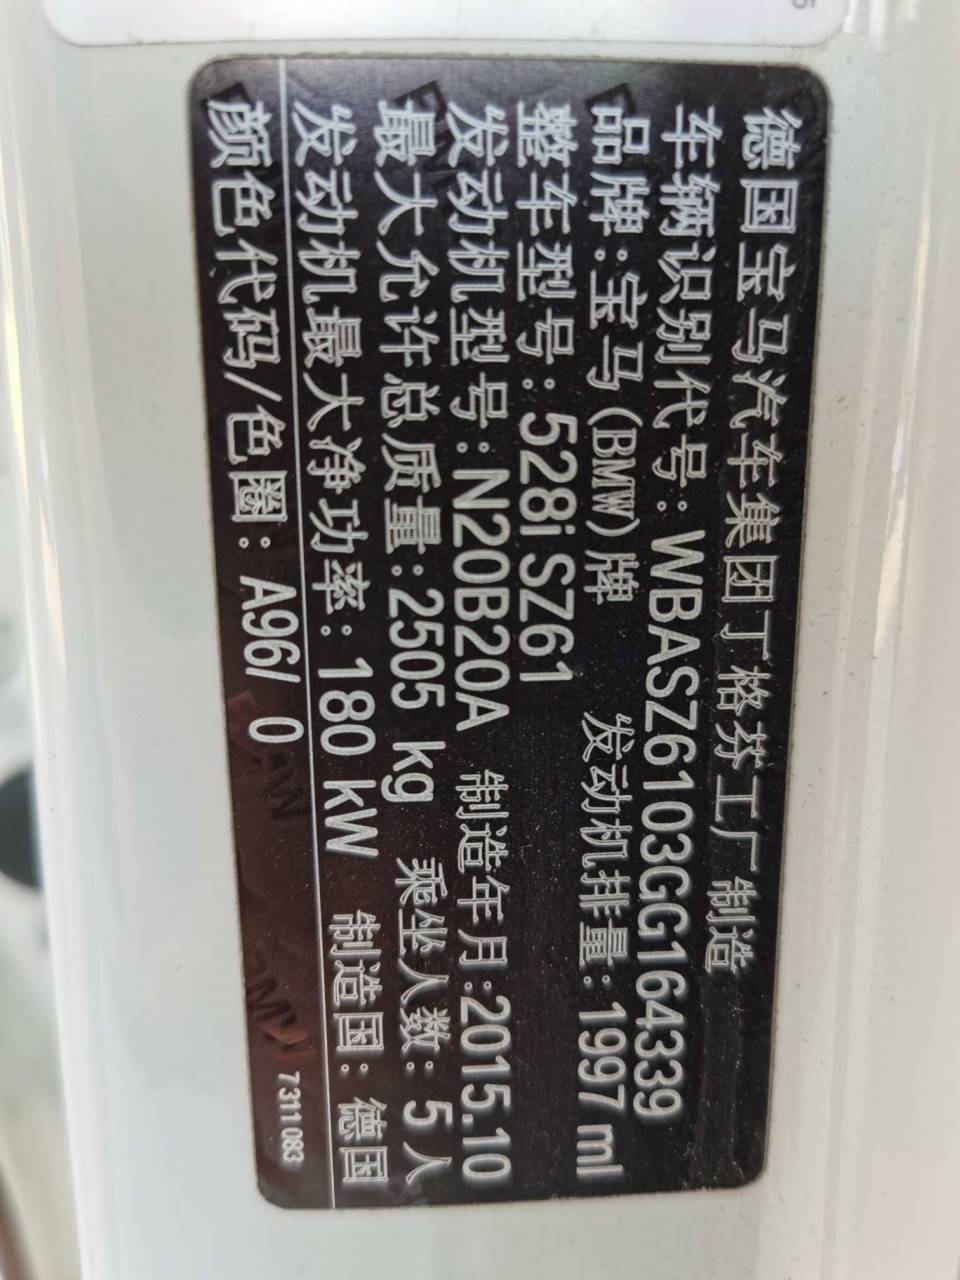 德国宝马汽车集团丁格芬工厂制造
车辆识别代号: WBASZ6103GG164339
品牌:宝马(BMW)牌 发动机排量: 1997 ml
整车型号: 528i SZ61
发动机型号: N20B20A 制造年月:2015.10
最大允许总质量: 2505 kg 乘坐人数: 5 人
发动机最大净功率: 180 kW 制造国: 德国
颜色代码/色圈: A96/ 0
7 311 083